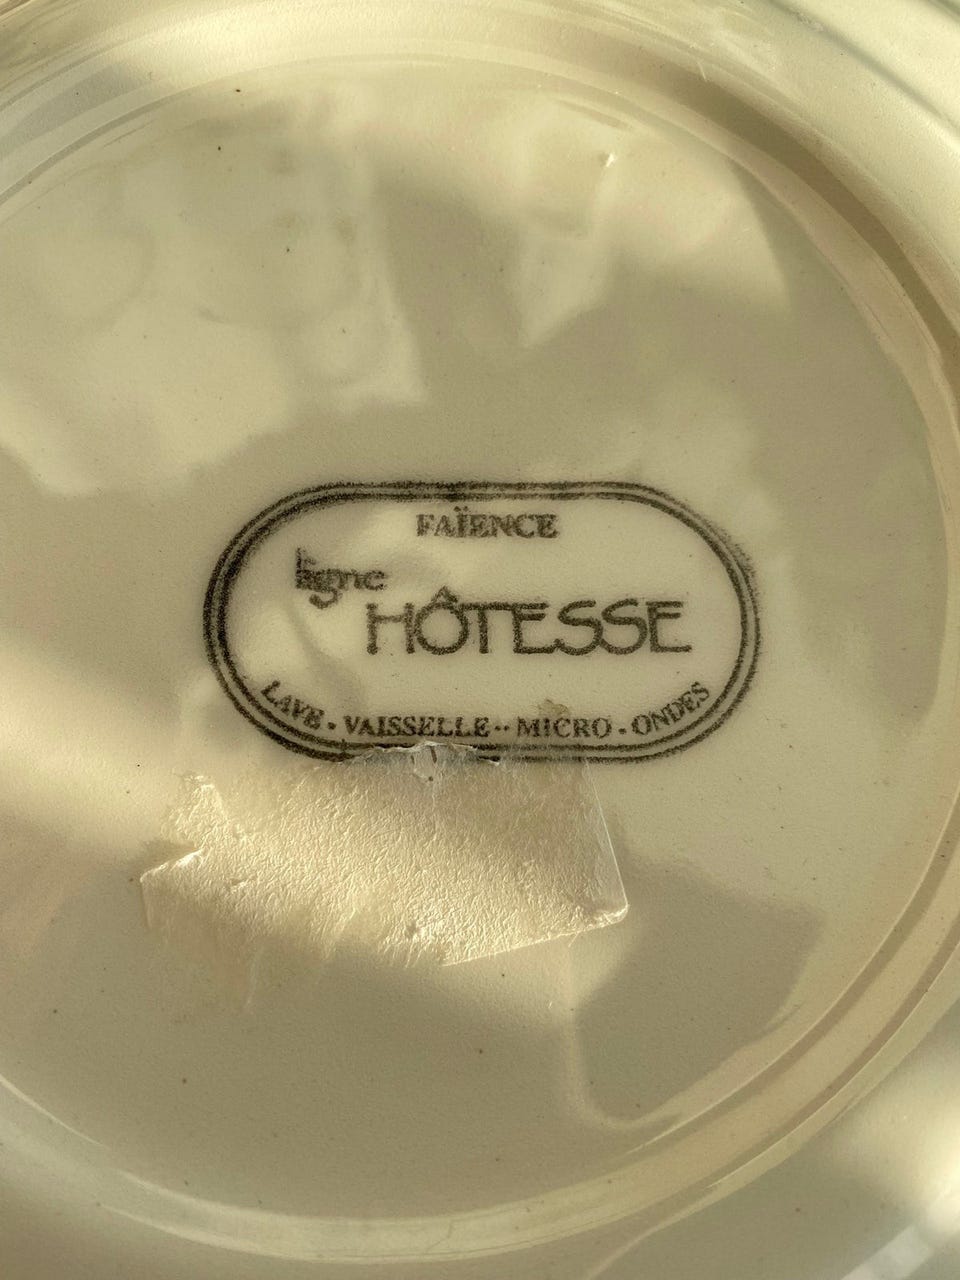 FAÏENCE
ligne
HÔTESSE
LAVE - VAISSELLE - MICRO - ONDES